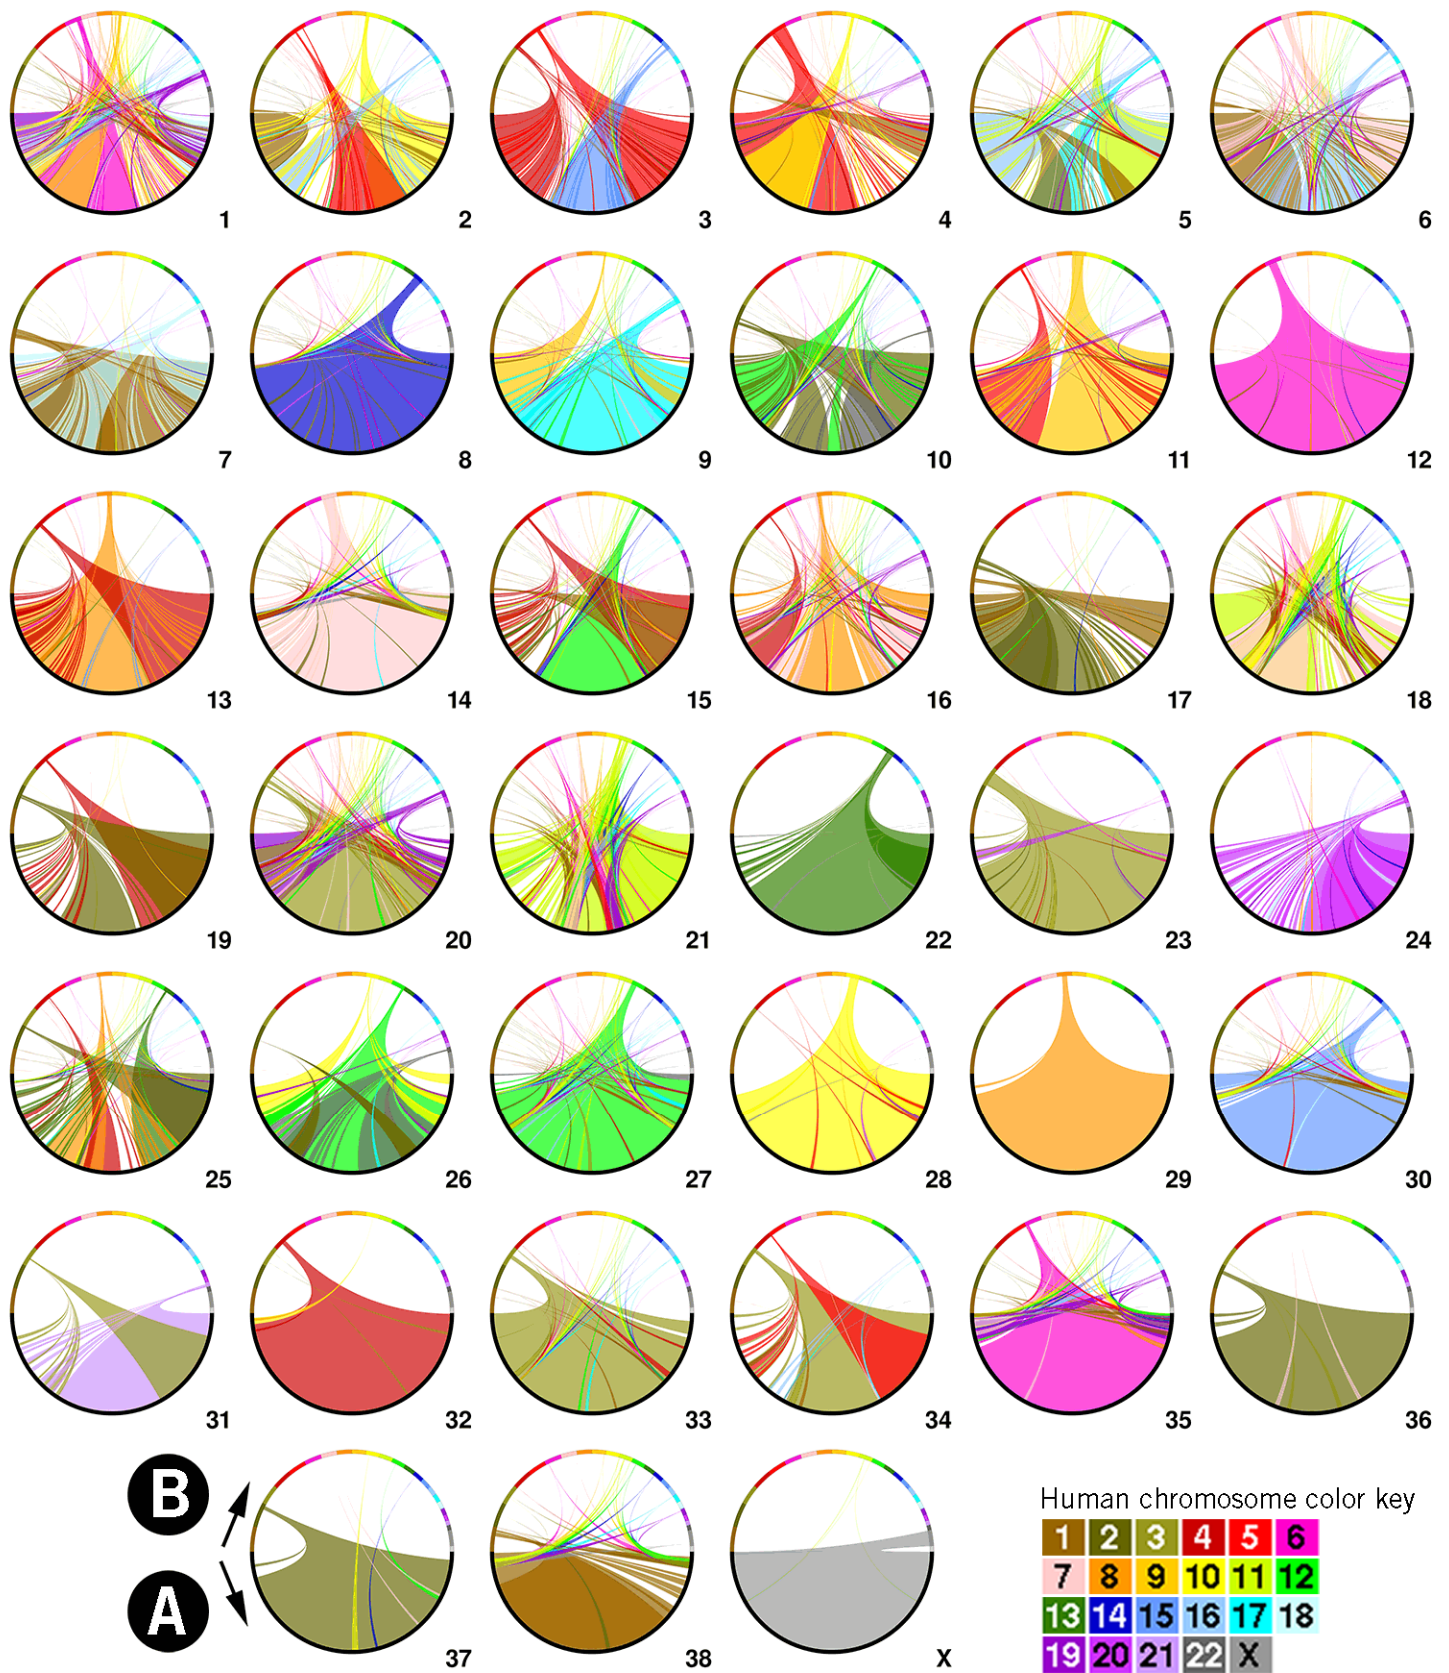 1 2 3 4 5 6
7 8 9 10 11 12
13 14 15 16 17 18
19 20 21 22 23 24
25 26 27 28 29 30
31 32 33 34 35 36
B
A
37 38 X
Human chromosome color key
1 2 3 4 5 6
7 8 9 10 11 12
13 14 15 16 17 18
19 20 21 22 X